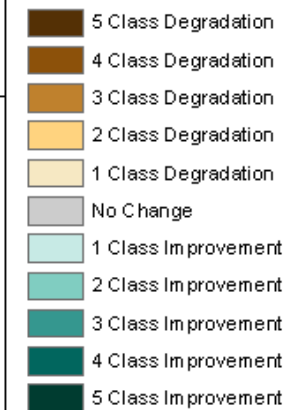 5 Class Degradation
4 Class Degradation
3 Class Degradation
2 Class Degradation
1 Class Degradation
No Change
1 Class Improvement
2 Class Improvement
3 Class Improvement
4 Class Improvement
5 Class Improvement